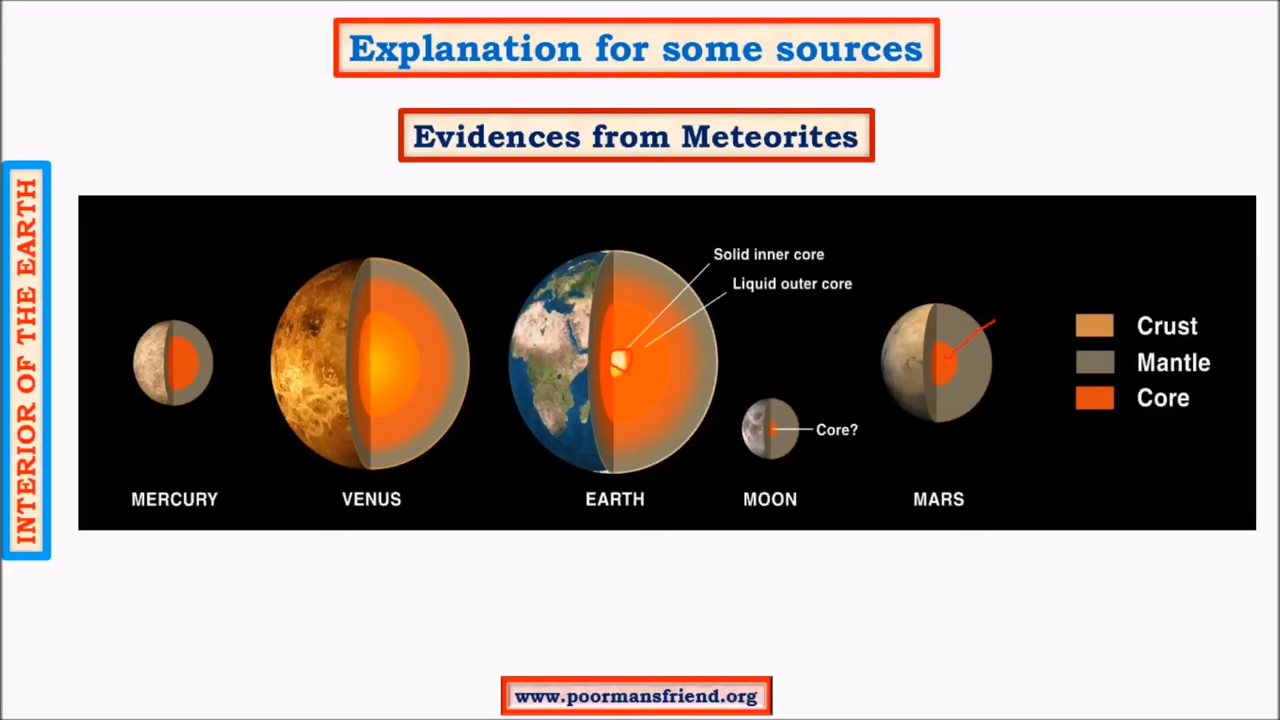 Explanation for some sources
Evidences from Meteorites
INTERIOR OF THE EARTH
Solid inner core
Liquid outer core
Crust
Mantle
Core
Core?
MERCURY
VENUS
EARTH
MOON
MARS
www.poormansfriend.org